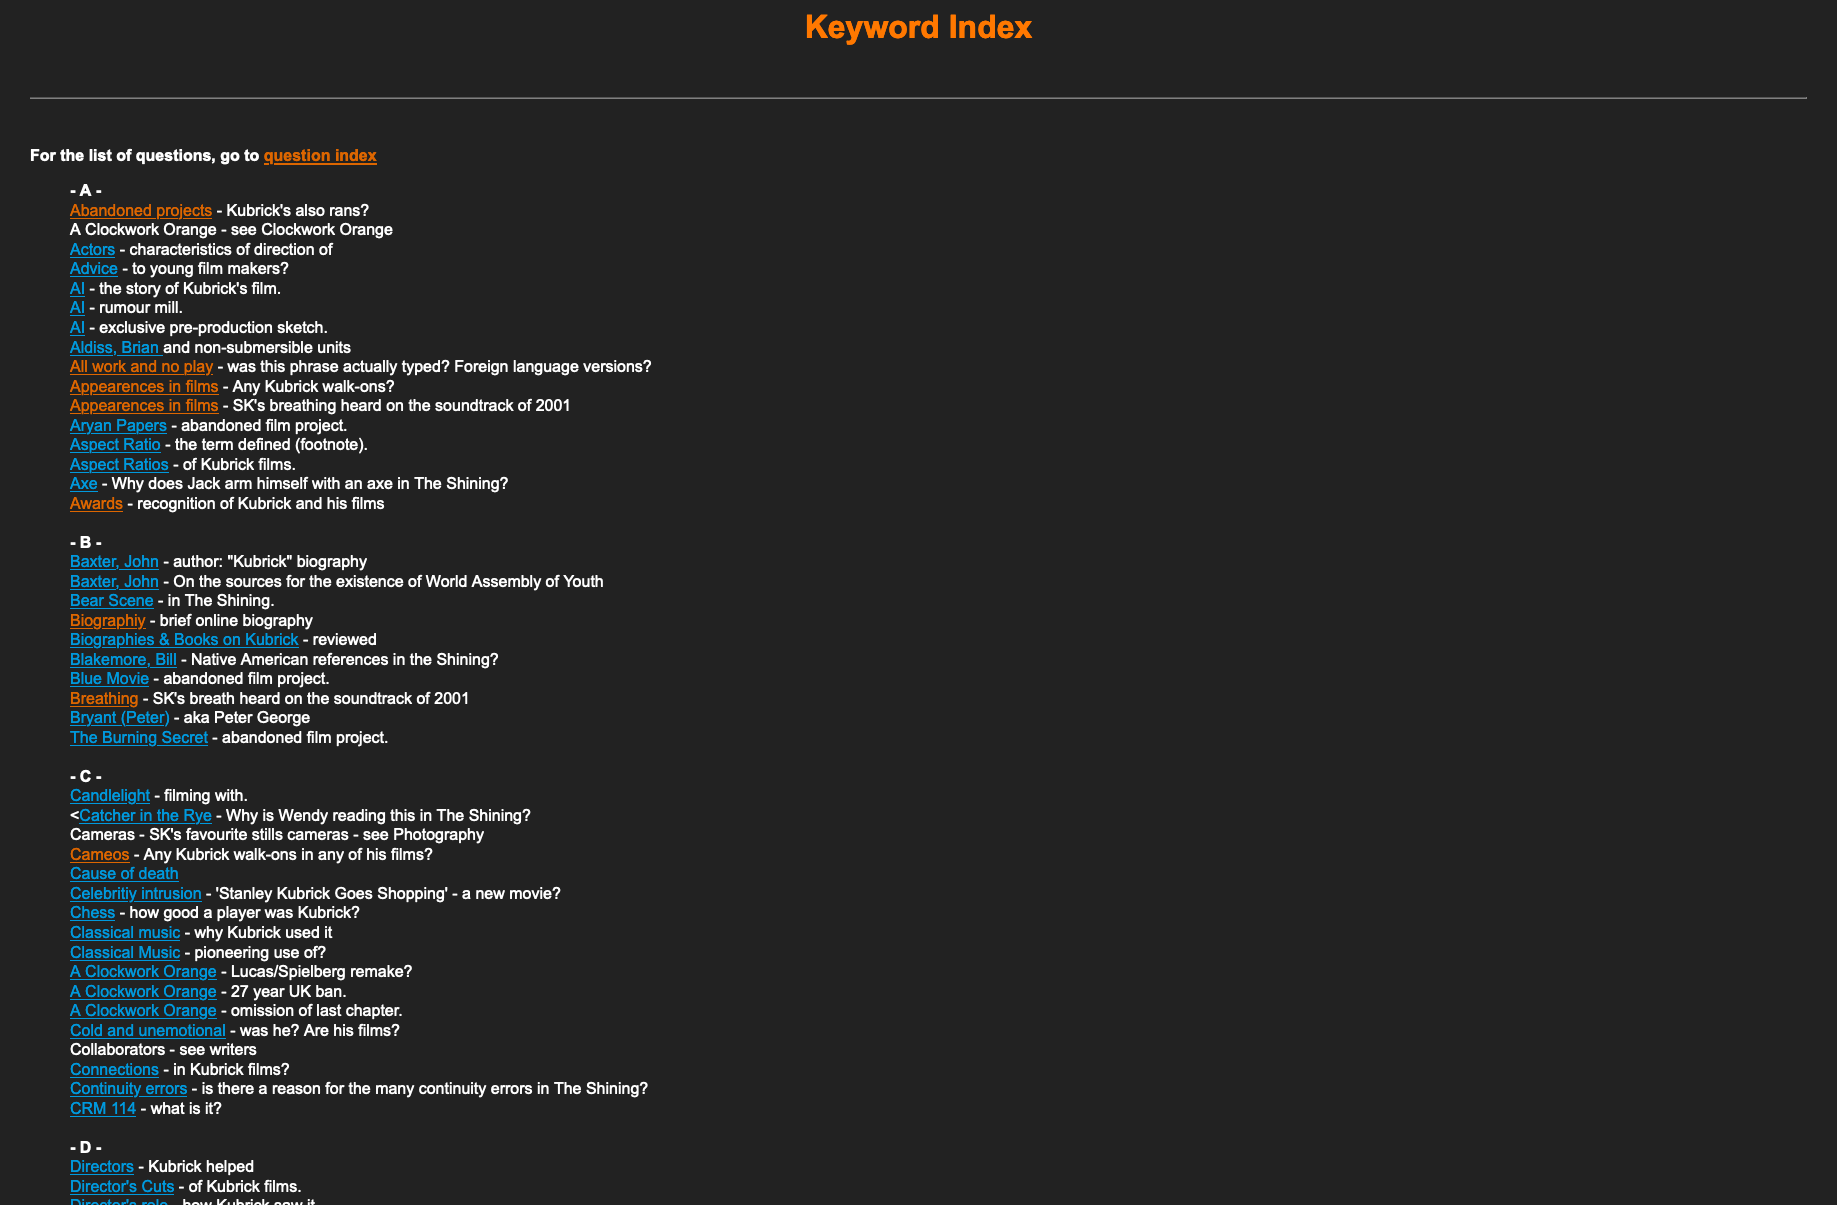 Keyword Index
For the list of questions, go to question index
- A -
Abandoned projects - Kubrick's also rans?
A Clockwork Orange - see Clockwork Orange
Actors - characteristics of direction of
Advice - to young film makers?
AI - the story of Kubrick's film.
AI - rumour mill.
AI - exclusive pre-production sketch.
Aldiss, Brian and non-submersible units
All work and no play - was this phrase actually typed? Foreign language versions?
Appearences in films - Any Kubrick walk-ons?
Appearences in films - SK's breathing heard on the soundtrack of 2001
Aryan Papers - abandoned film project.
Aspect Ratio - the term defined (footnote).
Aspect Ratios - of Kubrick films.
Axe - Why does Jack arm himself with an axe in The Shining?
Awards - recognition of Kubrick and his films
- B -
Baxter, John - author: "Kubrick" biography
Baxter, John - On the sources for the existence of World Assembly of Youth
Bear Scene - in The Shining.
Biographiy - brief online biography
Biographies & Books on Kubrick - reviewed
Blakemore, Bill - Native American references in the Shining?
Blue Movie - abandoned film project.
Breathing - SK's breath heard on the soundtrack of 2001
Bryant (Peter) - aka Peter George
The Burning Secret - abandoned film project.
- C -
Candlelight - filming with.
<Catcher in the Rye - Why is Wendy reading this in The Shining?
Cameras - SK's favourite stills cameras - see Photography
Cameos - Any Kubrick walk-ons in any of his films?
Cause of death
Celebritiy intrusion - 'Stanley Kubrick Goes Shopping' - a new movie?
Chess - how good a player was Kubrick?
Classical music - why Kubrick used it
Classical Music - pioneering use of?
A Clockwork Orange - Lucas/Spielberg remake?
A Clockwork Orange - 27 year UK ban.
A Clockwork Orange - omission of last chapter.
Cold and unemotional - was he? Are his films?
Collaborators - see writers
Connections - in Kubrick films?
Continuity errors - is there a reason for the many continuity errors in The Shining?
CRM 114 - what is it?
- D -
Directors - Kubrick helped
Director's Cuts - of Kubrick films.
Director's role - how Kubrick saw it